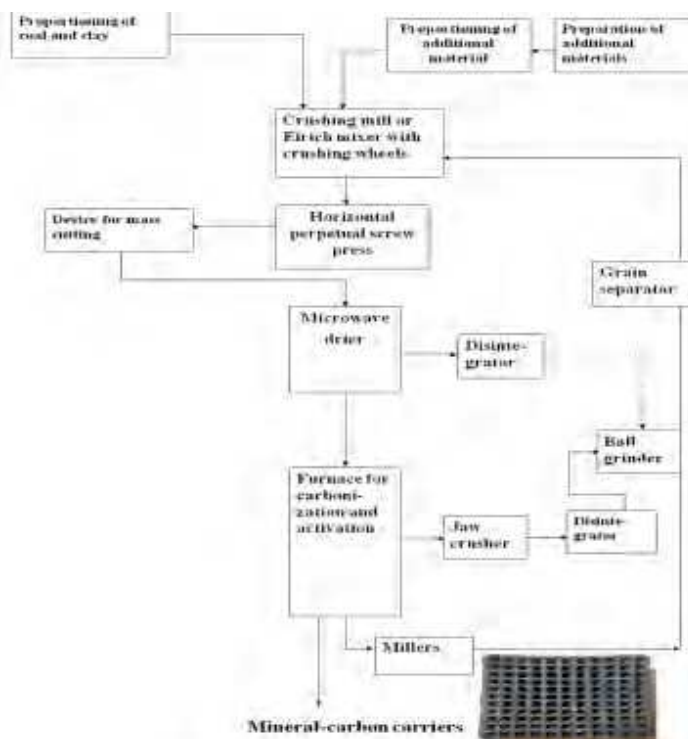 Proportioning of
coal and clay
Proportioning of
additional
material
Preparation of
additional
materials
Crushing mill or
Eirich mixer with
crushing wheels.
Horizontal
perpetual screw
press
Device for mass
cutting
Grain
separator
Microwave
drier
Disinte-
grator
Ball
grinder
Furnace for
carboni-
zation and
activation
Jaw
crusher
Disinte-
grator
Millers
Mineral-carbon carriers